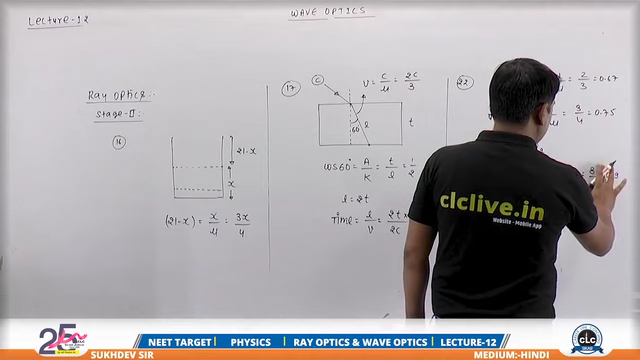 LECTURE-12
WAVE OPTICS
RAY OPTICS:
Stage-II:-
16
21-x
x
(21-x) = x/μ = 3x/4
17
C
V = C/μ = 2C/3
60
l
t
cos60° = A/K = t/l = 1/2
l = 2t
Time = l/v = 2t×
2C
22
= 2/3 = 0.67
= 3/4 = 0.75
clclive.in
Website - Mobile App
25
NEET TARGET
PHYSICS
RAY OPTICS & WAVE OPTICS
LECTURE-12
CLC
SUKHDEV SIR
MEDIUM:-HINDI